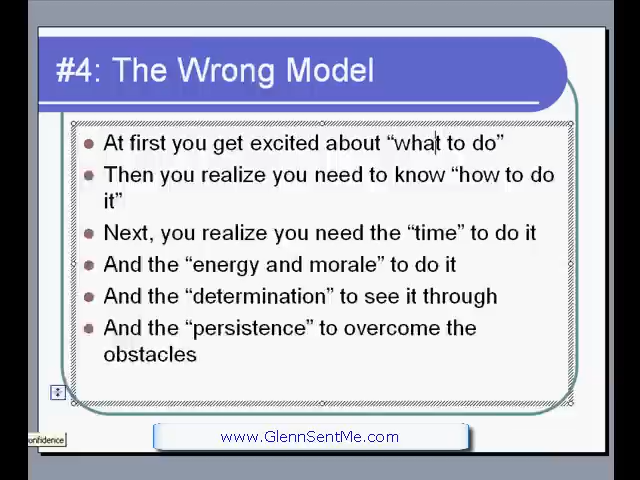 #4: The Wrong Model
At first you get excited about “what to do”
Then you realize you need to know “how to do
it”
Next, you realize you need the “time” to do it
And the “energy and morale” to do it
And the “determination” to see it through
And the “persistence” to overcome the
obstacles
onfidence
www.GlennSentMe.com